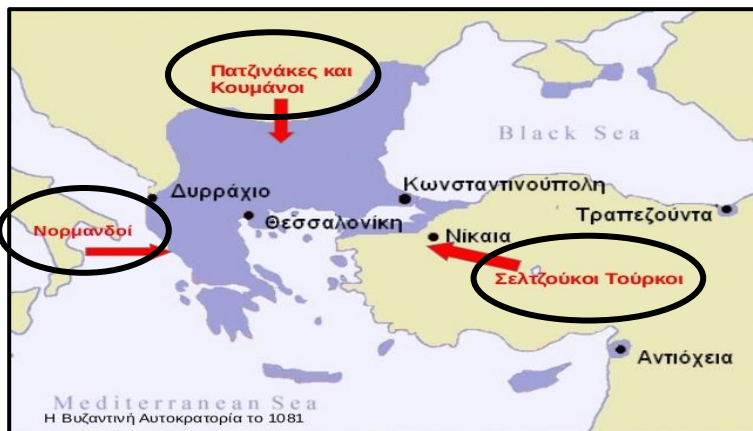 Πατζινάκες και
Κουμάνοι
Black Sea
Δυρράχιο
Κωνσταντινούπολη
Θεσσαλονίκη
Τραπεζούντα
Νορμανδοί
Νίκαια
Σελτζούκοι Τούρκοι
Αντιόχεια
Mediterranean Sea
Η Βυζαντινή Αυτοκρατορία το 1081